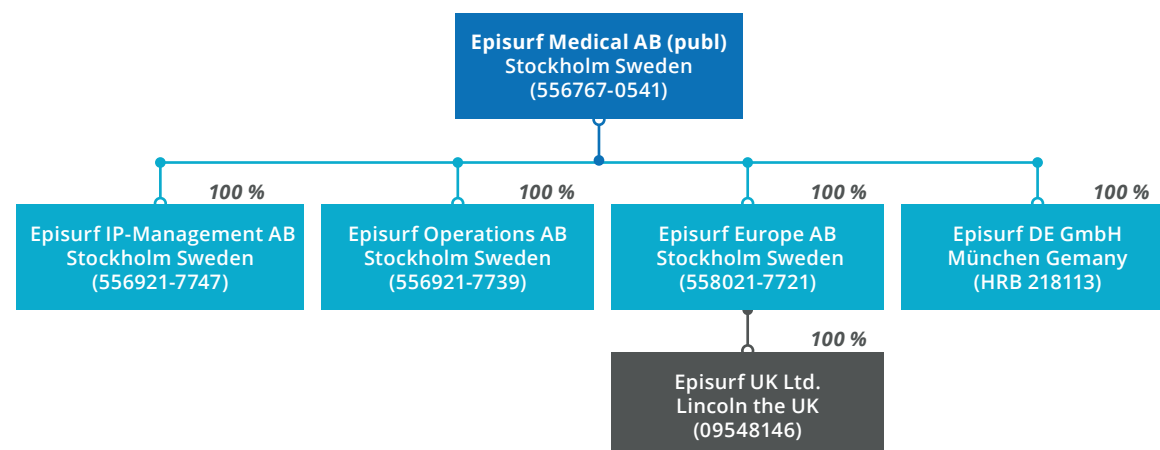 Episurf Medical AB (publ)
Stockholm Sweden
(556767-0541)
100 %
Episurf IP-Management AB
Stockholm Sweden
(556921-7747)
100 %
Episurf Operations AB
Stockholm Sweden
(556921-7739)
100 %
Episurf Europe AB
Stockholm Sweden
(558021-7721)
100 %
Episurf DE GmbH
München Gemany
(HRB 218113)
100 %
Episurf UK Ltd.
Lincoln the UK
(09548146)